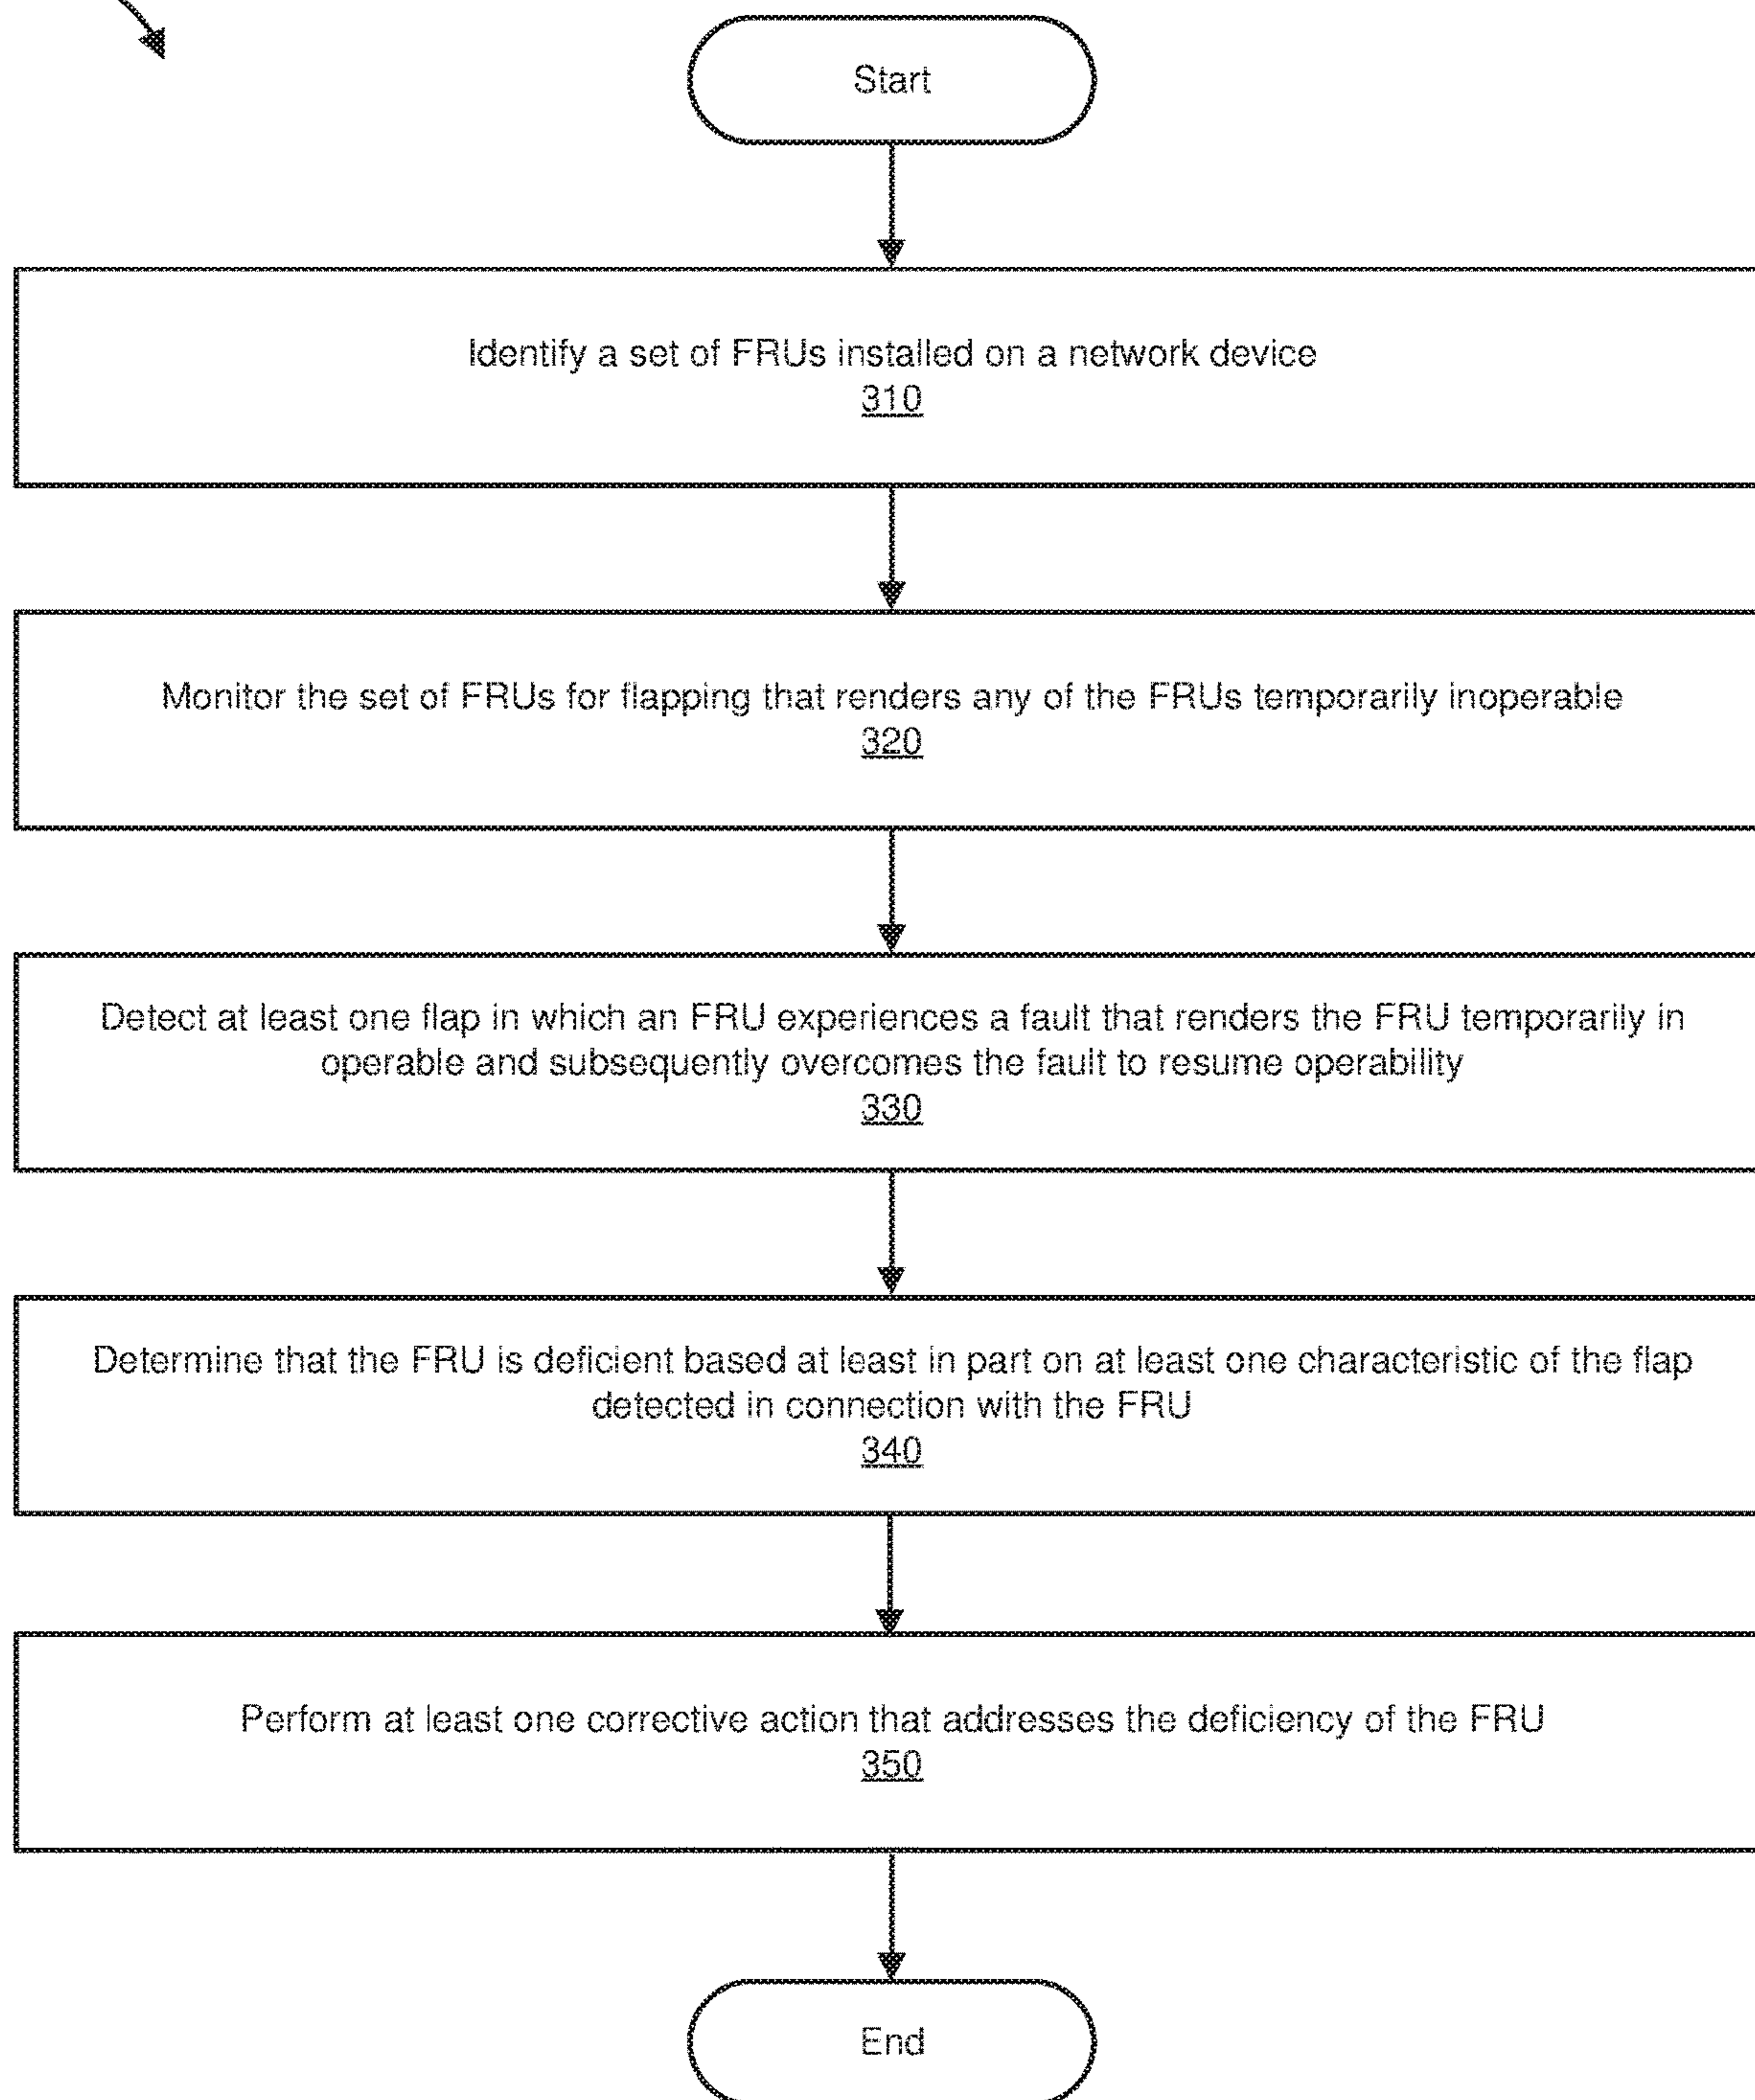 Start
Identify a set of FRUs installed on a network device
310
Monitor the set of FRUs for flapping that renders any of the FRUs temporarily inoperable
320
Detect at least one flap in which an FRU experiences a fault that renders the FRU temporarily in
operable and subsequently overcomes the fault to resume operability
330
Determine that the FRU is deficient based at least in part on at least one characteristic of the flap
detected in connection with the FRU
340
Perform at least one corrective action that addresses the deficiency of the FRU
350
End